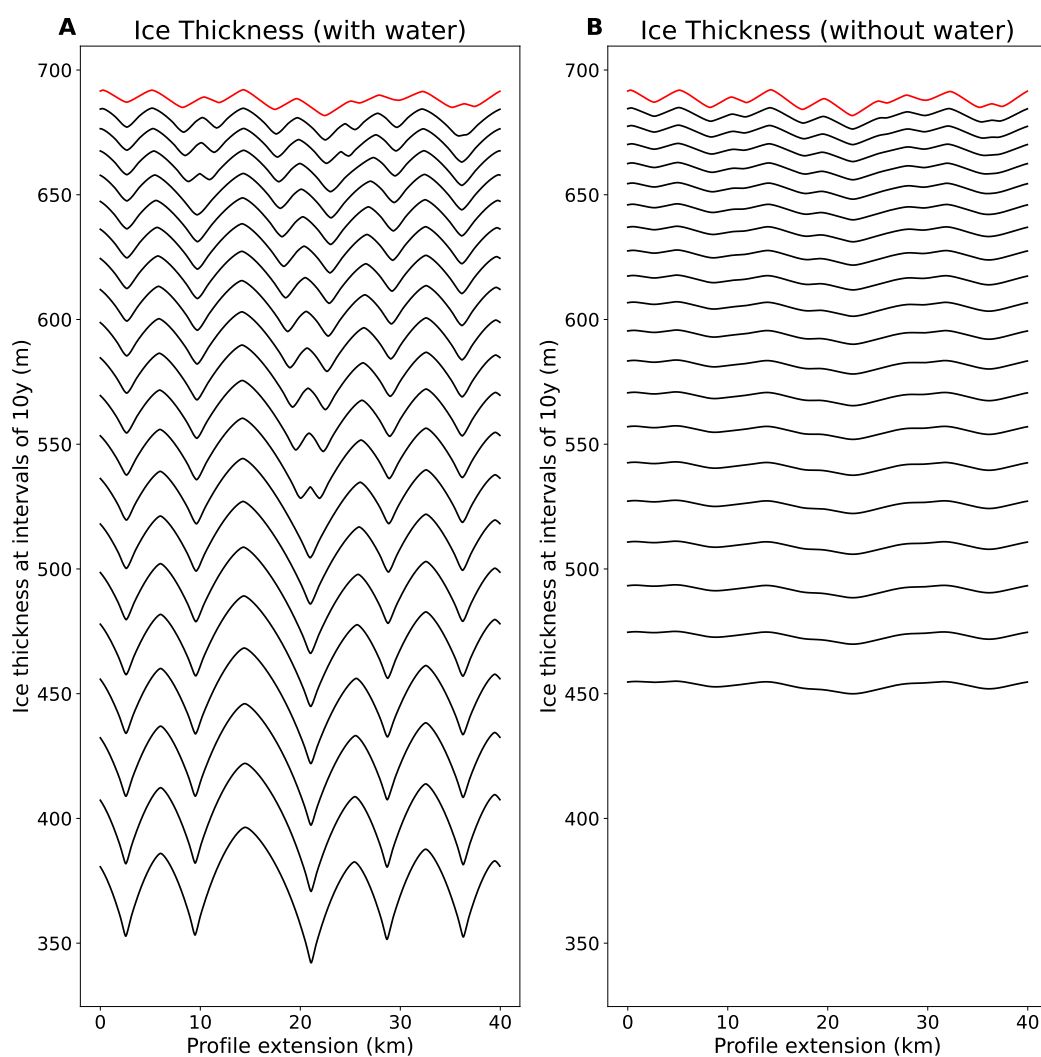 A Ice Thickness (with water)
Ice thickness at intervals of 10y (m)
700
650
600
550
500
450
400
350
0 10 20 30 40
Profile extension (km)
B Ice Thickness (without water)
Ice thickness at intervals of 10y (m)
700
650
600
550
500
450
400
350
0 10 20 30 40
Profile extension (km)